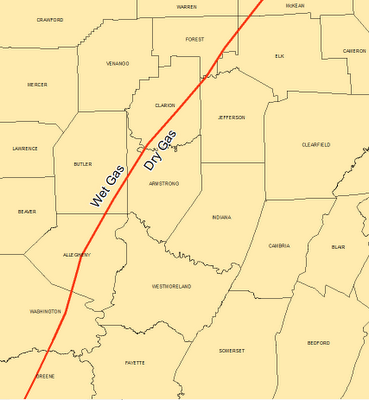 WARREN
McKEAN
CRAWFORD
FOREST
ELK
CAMERON
VENANGO
MERCER
CLARION
JEFFERSON
CLEARFIELD
LAWRENCE
BUTLER
Wet Gas
Dry Gas
ARMSTRONG
BEAVER
INDIANA
CAMBRIA
BLAIR
ALLEGHENY
WESTMORELAND
WASHINGTON
SOMERSET
BEDFORD
FAYETTE
GREENE